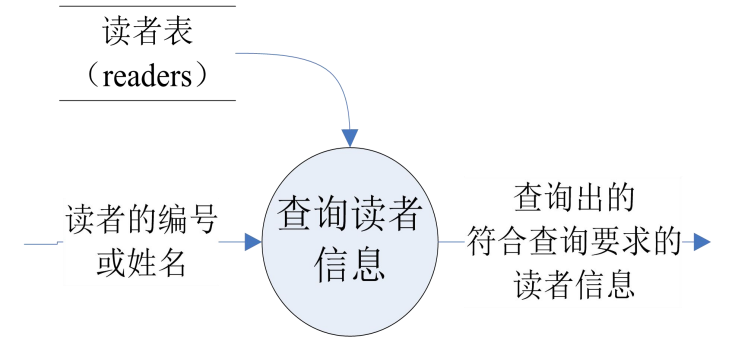 读者表
（readers）
读者的编号
或姓名
查询读者
信息
查询出的
符合查询要求的
读者信息